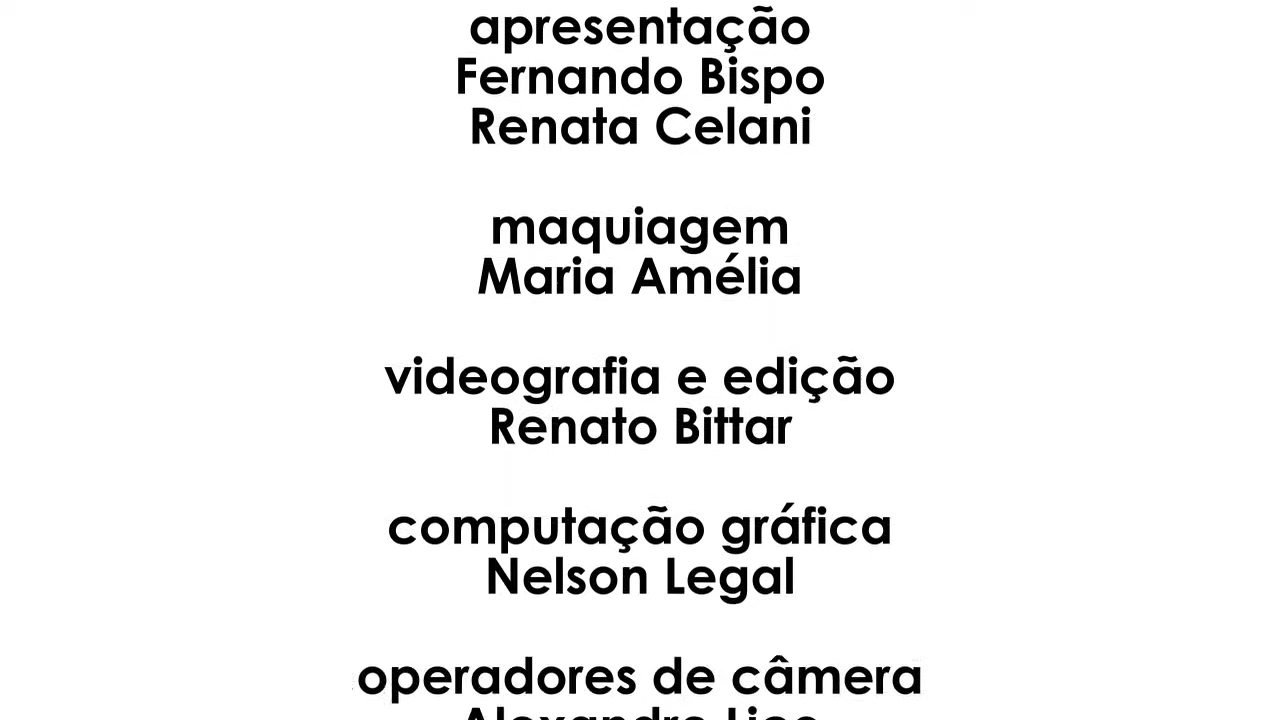 apresentação
Fernando Bispo
Renata Celani
maquiagem
Maria Amélia
videografia e edição
Renato Bittar
computação gráfica
Nelson Legal
operadores de câmera
Alexandre